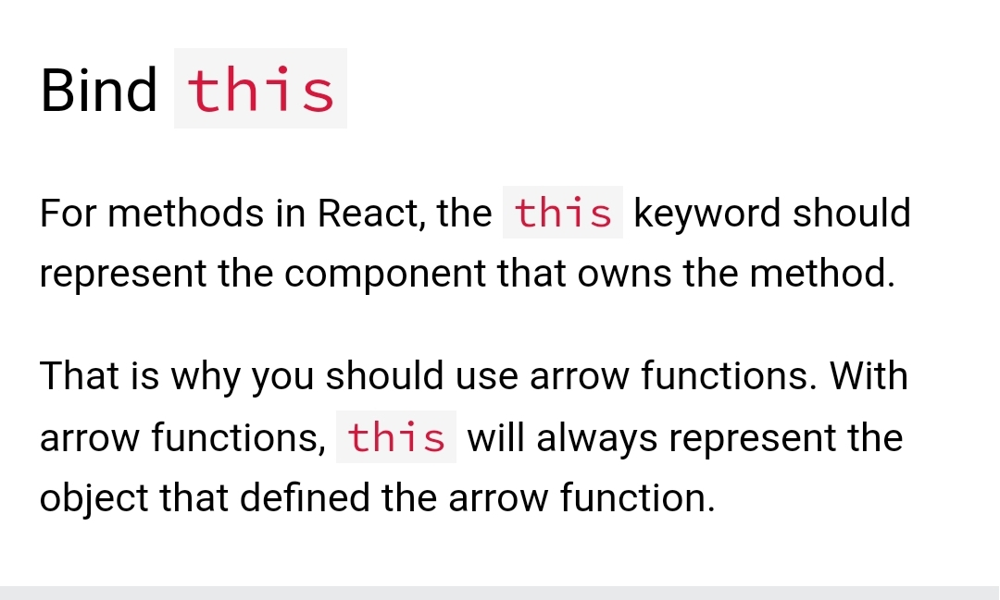 Bind this
For methods in React, the this keyword should
represent the component that owns the method.
That is why you should use arrow functions. With
arrow functions, this will always represent the
object that defined the arrow function.